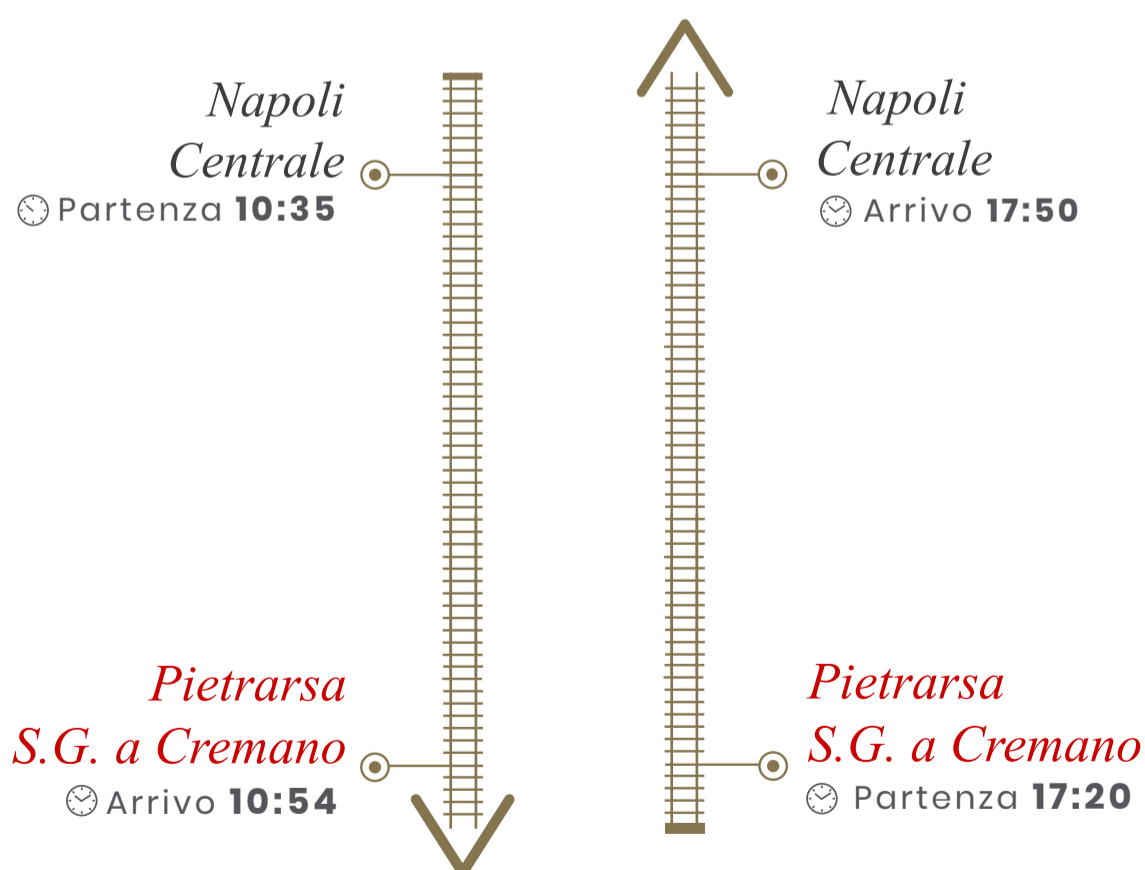 Napoli
Centrale
Partenza 10:35
Pietrarsa
S.G. a Cremano
Arrivo 10:54
Napoli
Centrale
Arrivo 17:50
Pietrarsa
S.G. a Cremano
Partenza 17:20